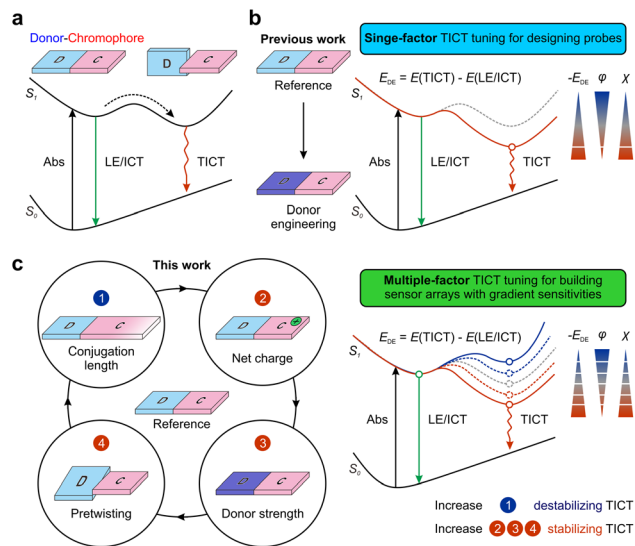 a
Donor-Chromophore
D
C
D
C
S1
Abs
LE/ICT
TICT
S0
b
Previous work
D
C
Reference
D
C
Donor
engineering
Singe-factor TICT tuning for designing probes
EDE = E(TICT) - E(LE/ICT)
-EDE
φ
χ
S1
Abs
LE/ICT
TICT
S0
c
This work
1
D
C
Conjugation
length
2
D
C
+
Net charge
D
C
Reference
4
D
C
Pretwisting
3
D
C
Donor strength
Multiple-factor TICT tuning for building
sensor arrays with gradient sensitivities
EDE = E(TICT) - E(LE/ICT)
-EDE
φ
χ
S1
Abs
LE/ICT
TICT
S0
Increase 1 destabilizing TICT
Increase 2 3 4 stabilizing TICT